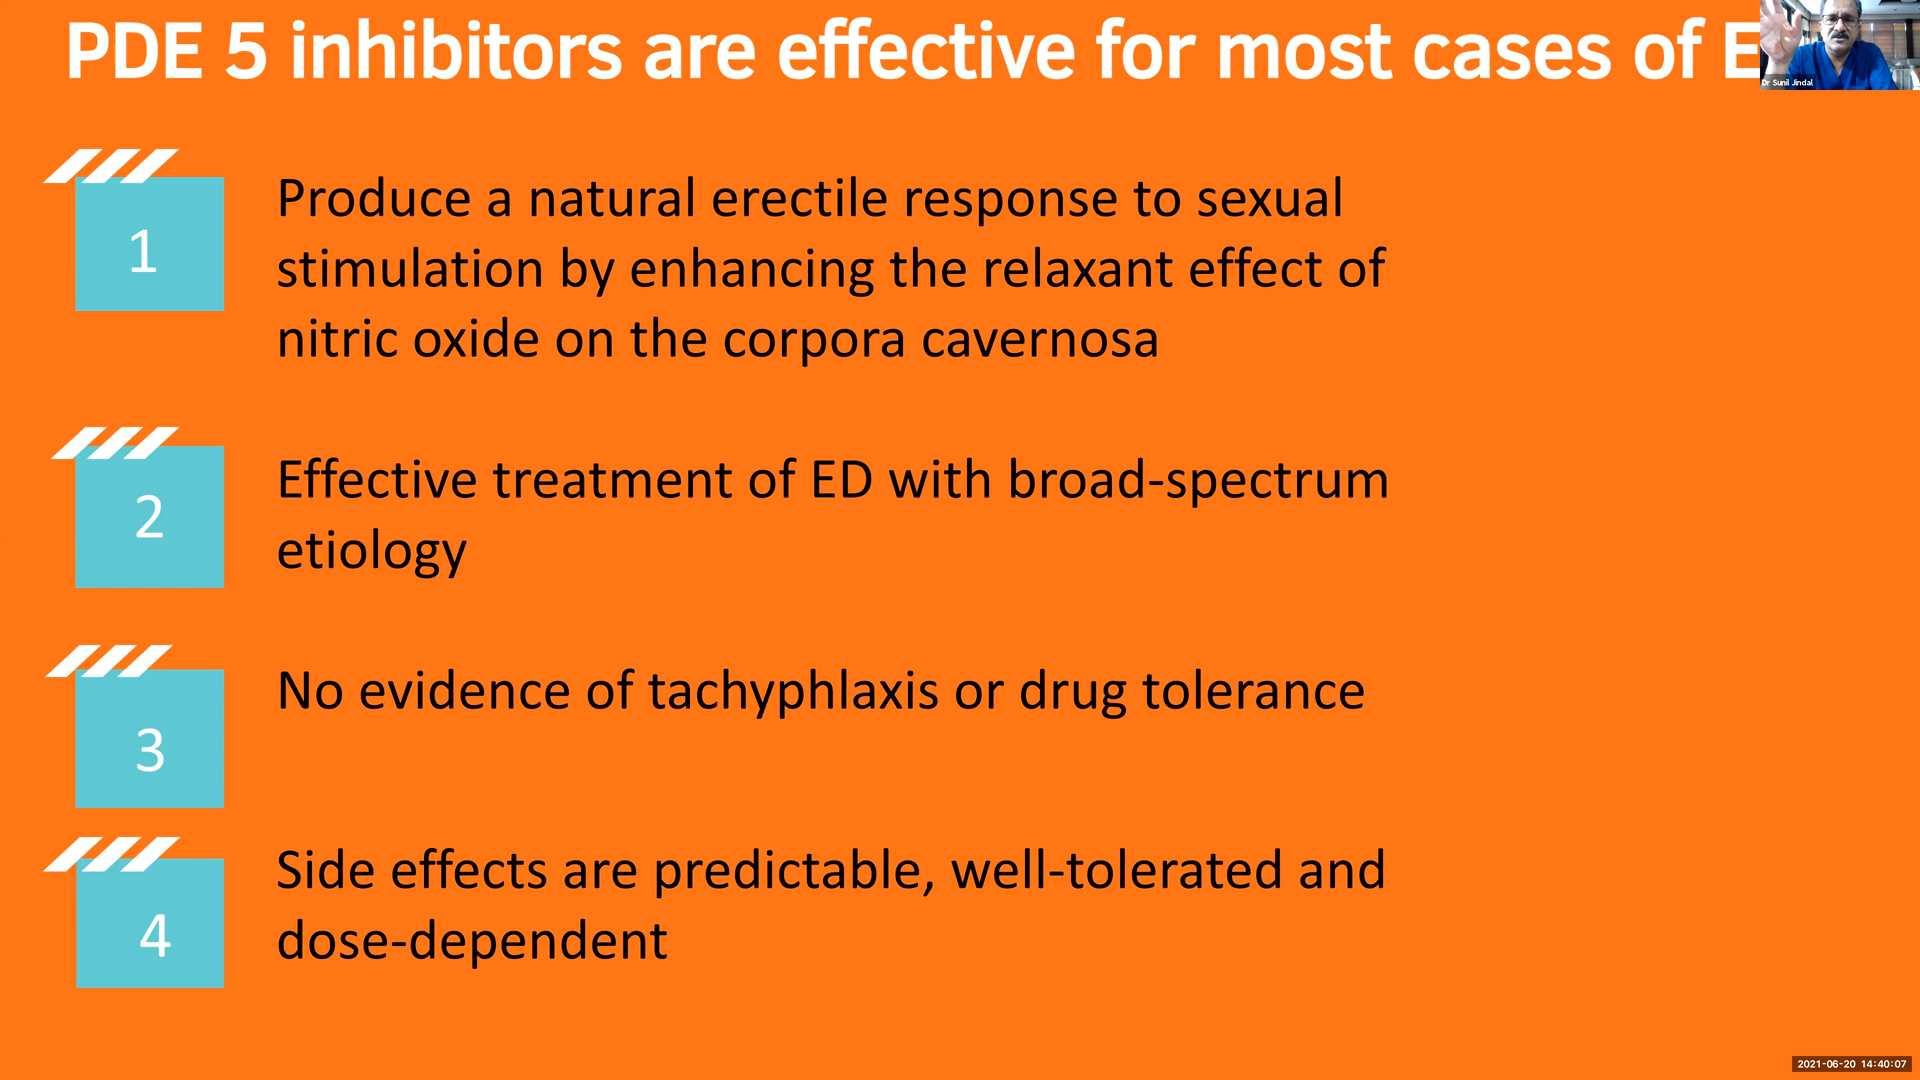 PDE 5 inhibitors are effective for most cases of E
Dr Sunil Jindal
1
Produce a natural erectile response to sexual
stimulation by enhancing the relaxant effect of
nitric oxide on the corpora cavernosa
2
Effective treatment of ED with broad-spectrum
etiology
3
No evidence of tachyphlaxis or drug tolerance
4
Side effects are predictable, well-tolerated and
dose-dependent
2021-06-20 14:40:07